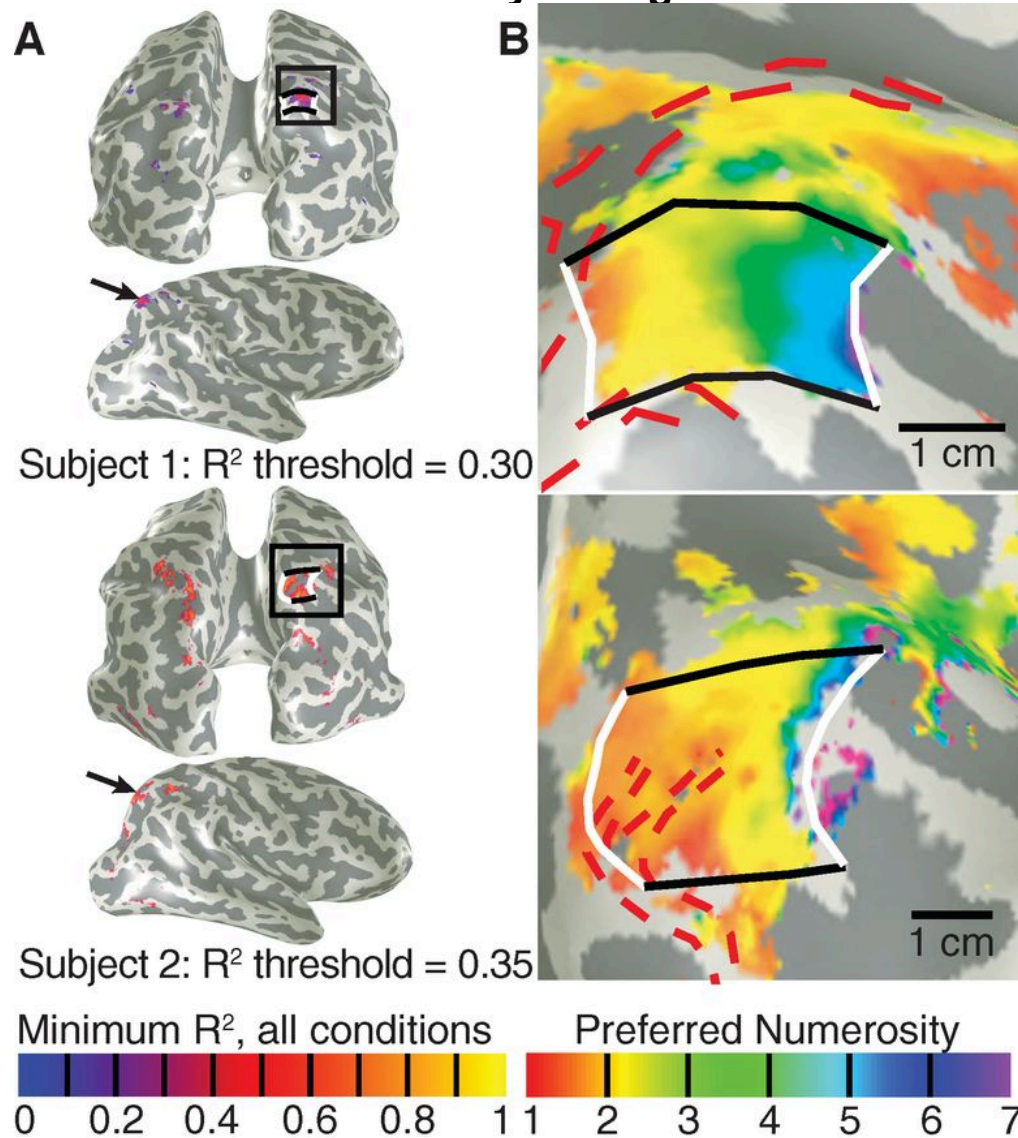 A
B
1 cm
Subject 1: R² threshold = 0.30
1 cm
Subject 2: R² threshold = 0.35
Minimum R², all conditions
Preferred Numerosity
0 0.2 0.4 0.6 0.8 1
1 2 3 4 5 6 7